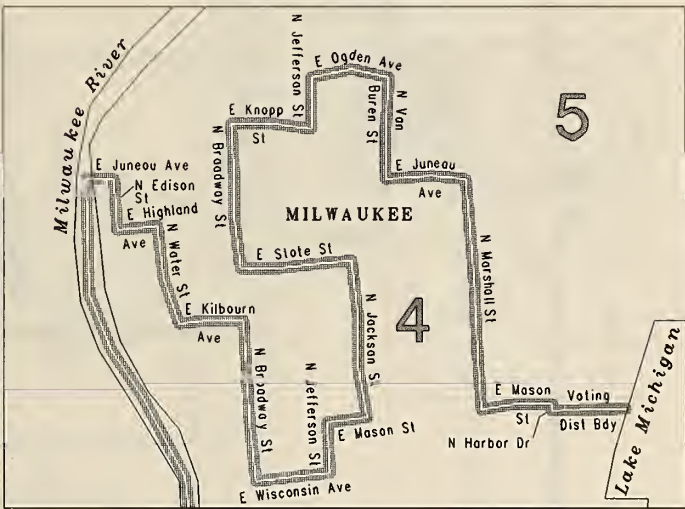 N Jefferson St
E Ogden Ave
N Van
Buren St
5
E Knopp
St
Milwaukee River
N Broadway St
E Juneau Ave
N Edison
St
E Juneau
Ave
E Highland
Ave
MILWAUKEE
N Water St
E State St
N Marshall St
E Kilbourn
Ave
4
N Jackson St
N Broadway St
N Jefferson St
E Mason
St
Voting
Dist Bdy
Lake Michigan
E Mason St
N Harbor Dr
E Wisconsin Ave